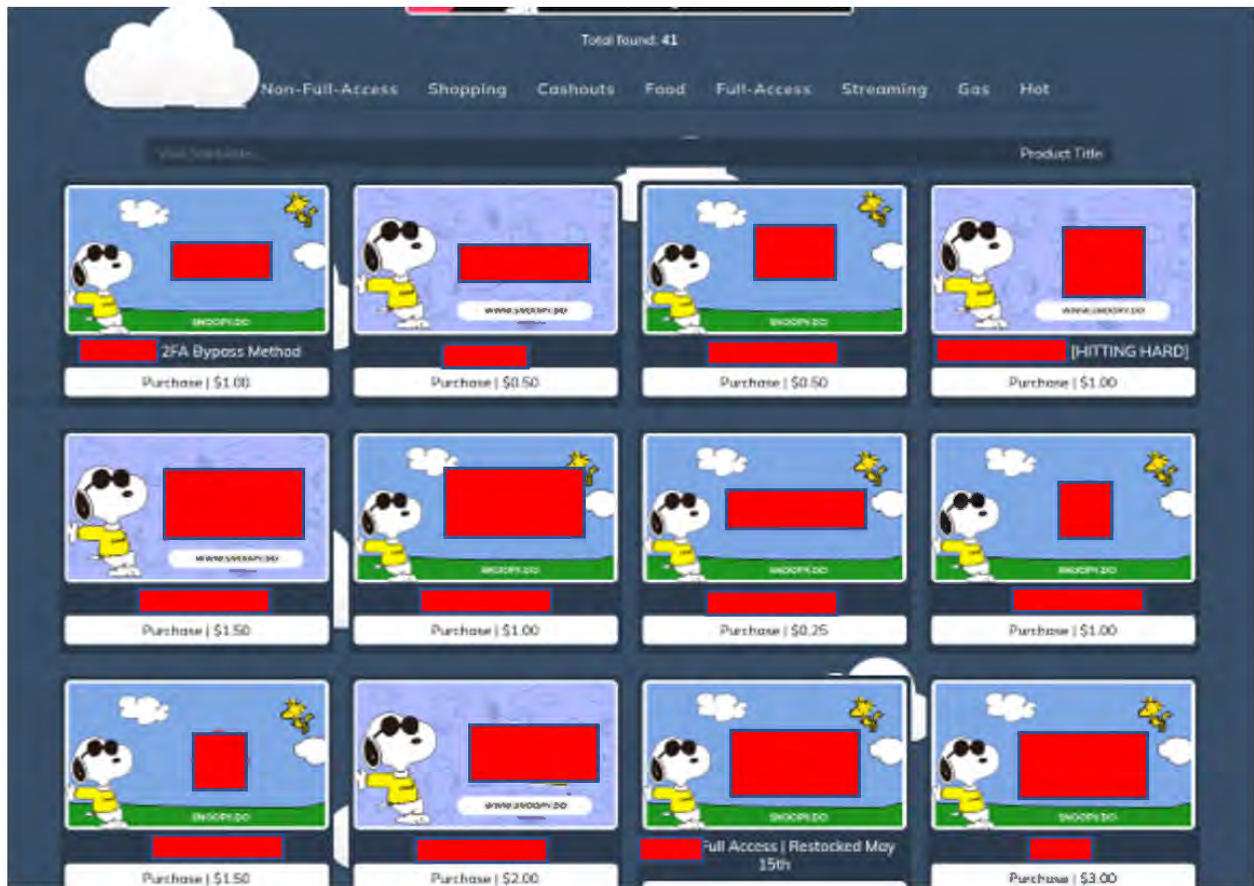 Total found: 41
Non-Full-Access Shopping Cashouts Food Full-Access Streaming Gas Hot
Product Title
SNOOPY.DO WWW.SNOOPY.DO SNOOPY.DO WWW.SNOOPY.DO
2FA Bypass Method [HITTING HARD]
Purchase | $1.00 Purchase | $0.50 Purchase | $0.50 Purchase | $1.00
WWW.SNOOPY.DO SNOOPY.DO SNOOPY.DO SNOOPY.DO
Purchase | $1.50 Purchase | $1.00 Purchase | $0.25 Purchase | $1.00
SNOOPY.DO WWW.SNOOPY.DO SNOOPY.DO SNOOPY.DO
Full Access | Restocked May
15th
Purchase | $1.50 Purchase | $2.00 Purchase | $3.00